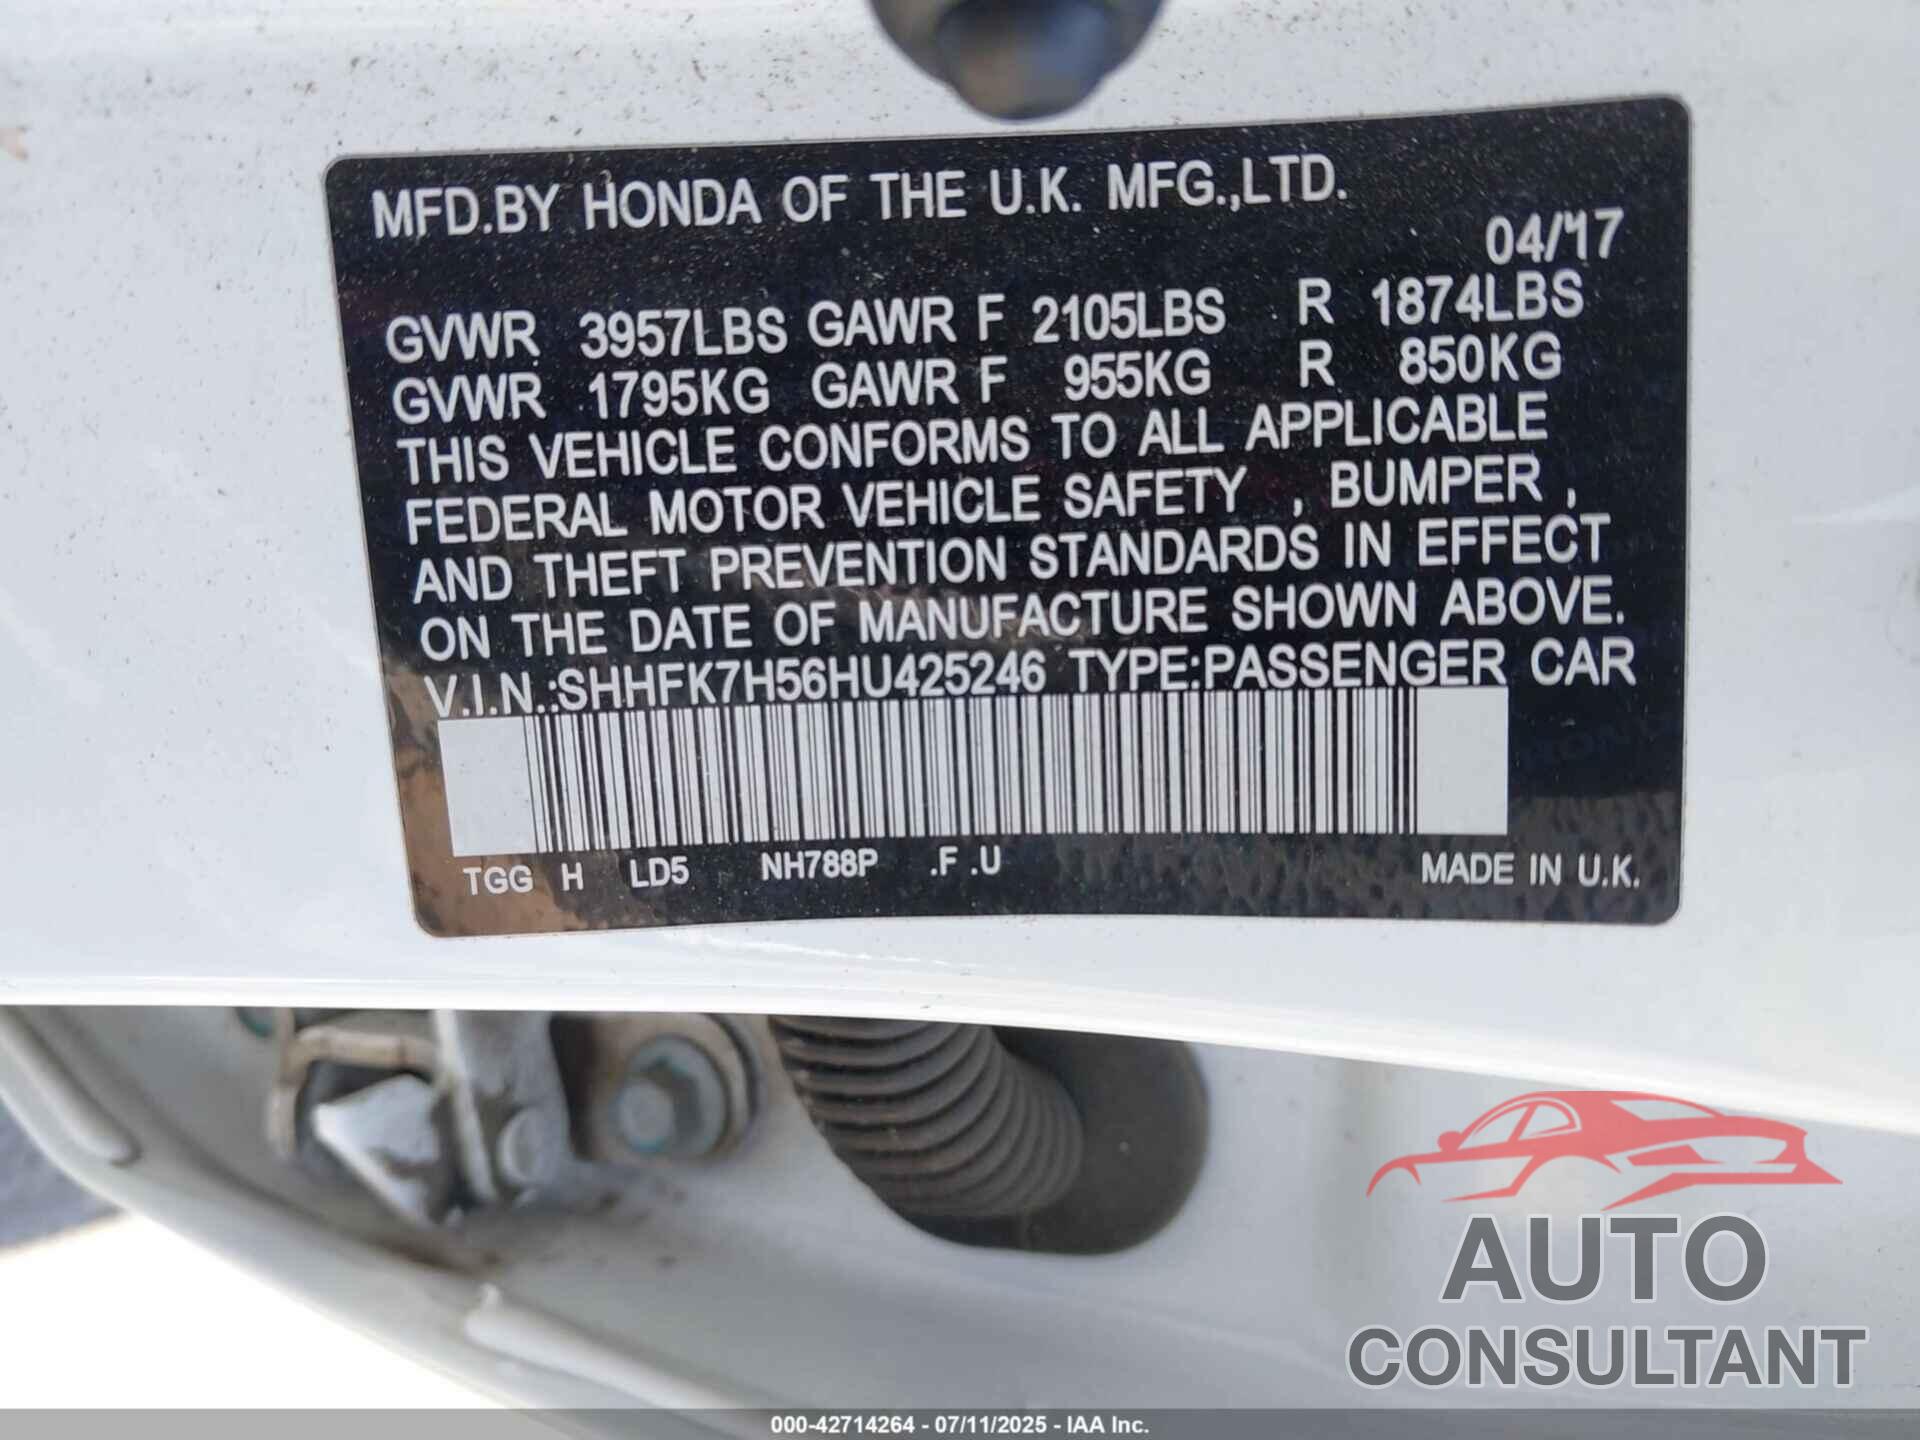 MFD.BY HONDA OF THE U.K. MFG.,LTD.
04/17
GVWR 3957LBS GAWR F 2105LBS R 1874LBS
GVWR 1795KG GAWR F 955KG R 850KG
THIS VEHICLE CONFORMS TO ALL APPLICABLE
FEDERAL MOTOR VEHICLE SAFETY , BUMPER ,
AND THEFT PREVENTION STANDARDS IN EFFECT
ON THE DATE OF MANUFACTURE SHOWN ABOVE.
V.I.N.:SHHFK7H56HU425246 TYPE:PASSENGER CAR
TGG H LD5 NH788P .F .U MADE IN U.K.
AUTO
CONSULTANT
000-42714264 - 07/11/2025 - IAA Inc.